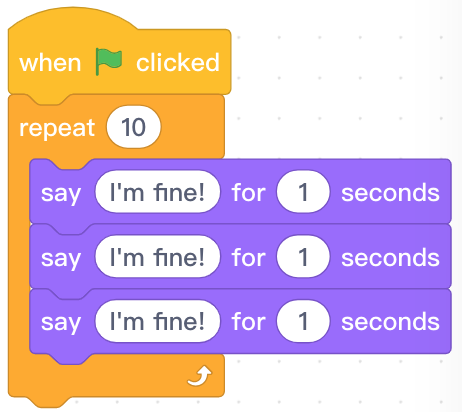 when clicked
repeat 10
say I'm fine! for 1 seconds
say I'm fine! for 1 seconds
say I'm fine! for 1 seconds